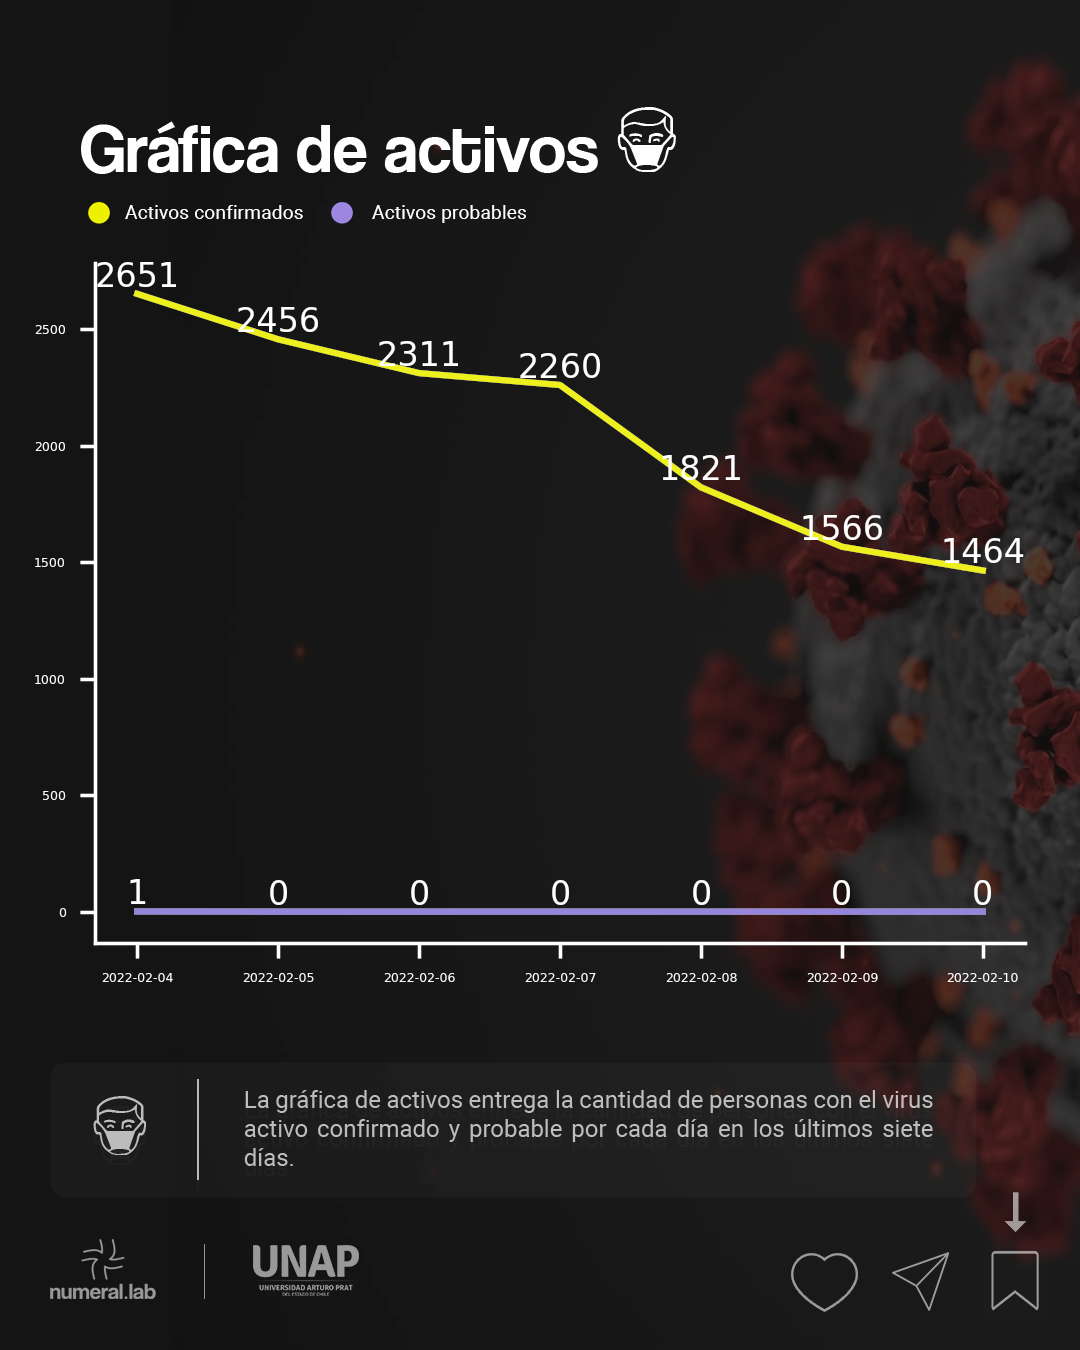 Gráfica de activos
Activos confirmados Activos probables
2651
2456
2311
2260
1821
1566
1464
2500
2000
1500
1000
500
0
1 0 0 0 0 0 0
2022-02-04 2022-02-05 2022-02-06 2022-02-07 2022-02-08 2022-02-09 2022-02-10
La gráfica de activos entrega la cantidad de personas con el virus
activo confirmado y probable por cada día en los últimos siete
días.
numeral.lab
UNAP
UNIVERSIDAD ARTURO PRAT
DEL ESTADO DE CHILE